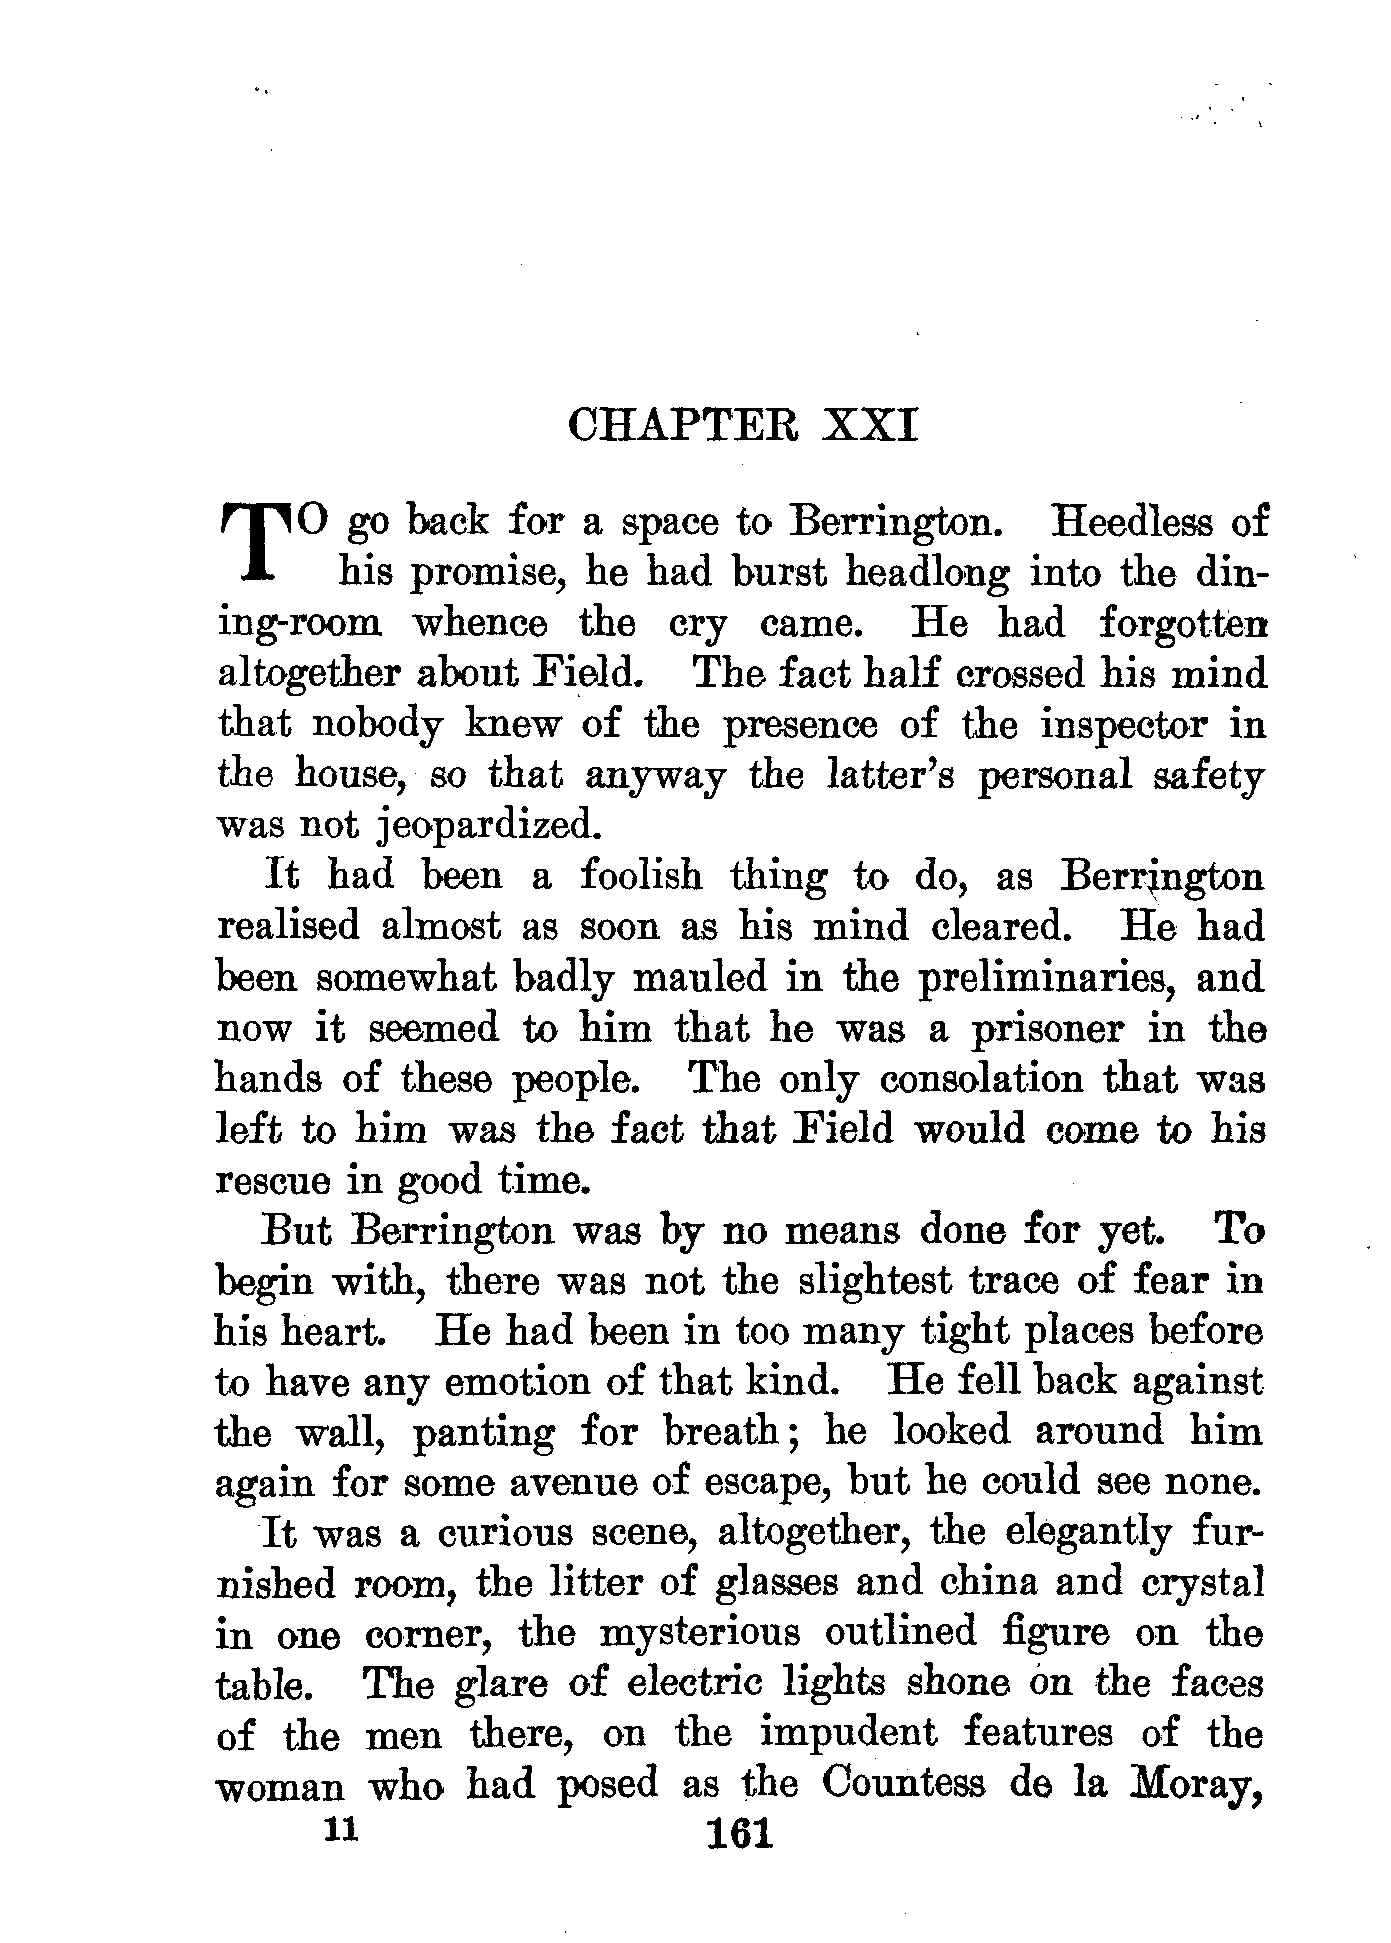 CHAPTER XXI
TO go back for a space to Berrington. Heedless of
his promise, he had burst headlong into the din-
ing-room whence the cry came. He had forgotten
altogether about Field. The fact half crossed his mind
that nobody knew of the presence of the inspector in
the house, so that anyway the latter's personal safety
was not jeopardized.
It had been a foolish thing to do, as Berrington
realised almost as soon as his mind cleared. He had
been somewhat badly mauled in the preliminaries, and
now it seemed to him that he was a prisoner in the
hands of these people. The only consolation that was
left to him was the fact that Field would come to his
rescue in good time.
But Berrington was by no means done for yet. To
begin with, there was not the slightest trace of fear in
his heart. He had been in too many tight places before
to have any emotion of that kind. He fell back against
the wall, panting for breath; he looked around him
again for some avenue of escape, but he could see none.
It was a curious scene, altogether, the elegantly fur-
nished room, the litter of glasses and china and crystal
in one corner, the mysterious outlined figure on the
table. The glare of electric lights shone on the faces
of the men there, on the impudent features of the
woman who had posed as the Countess de la Moray,
11 161